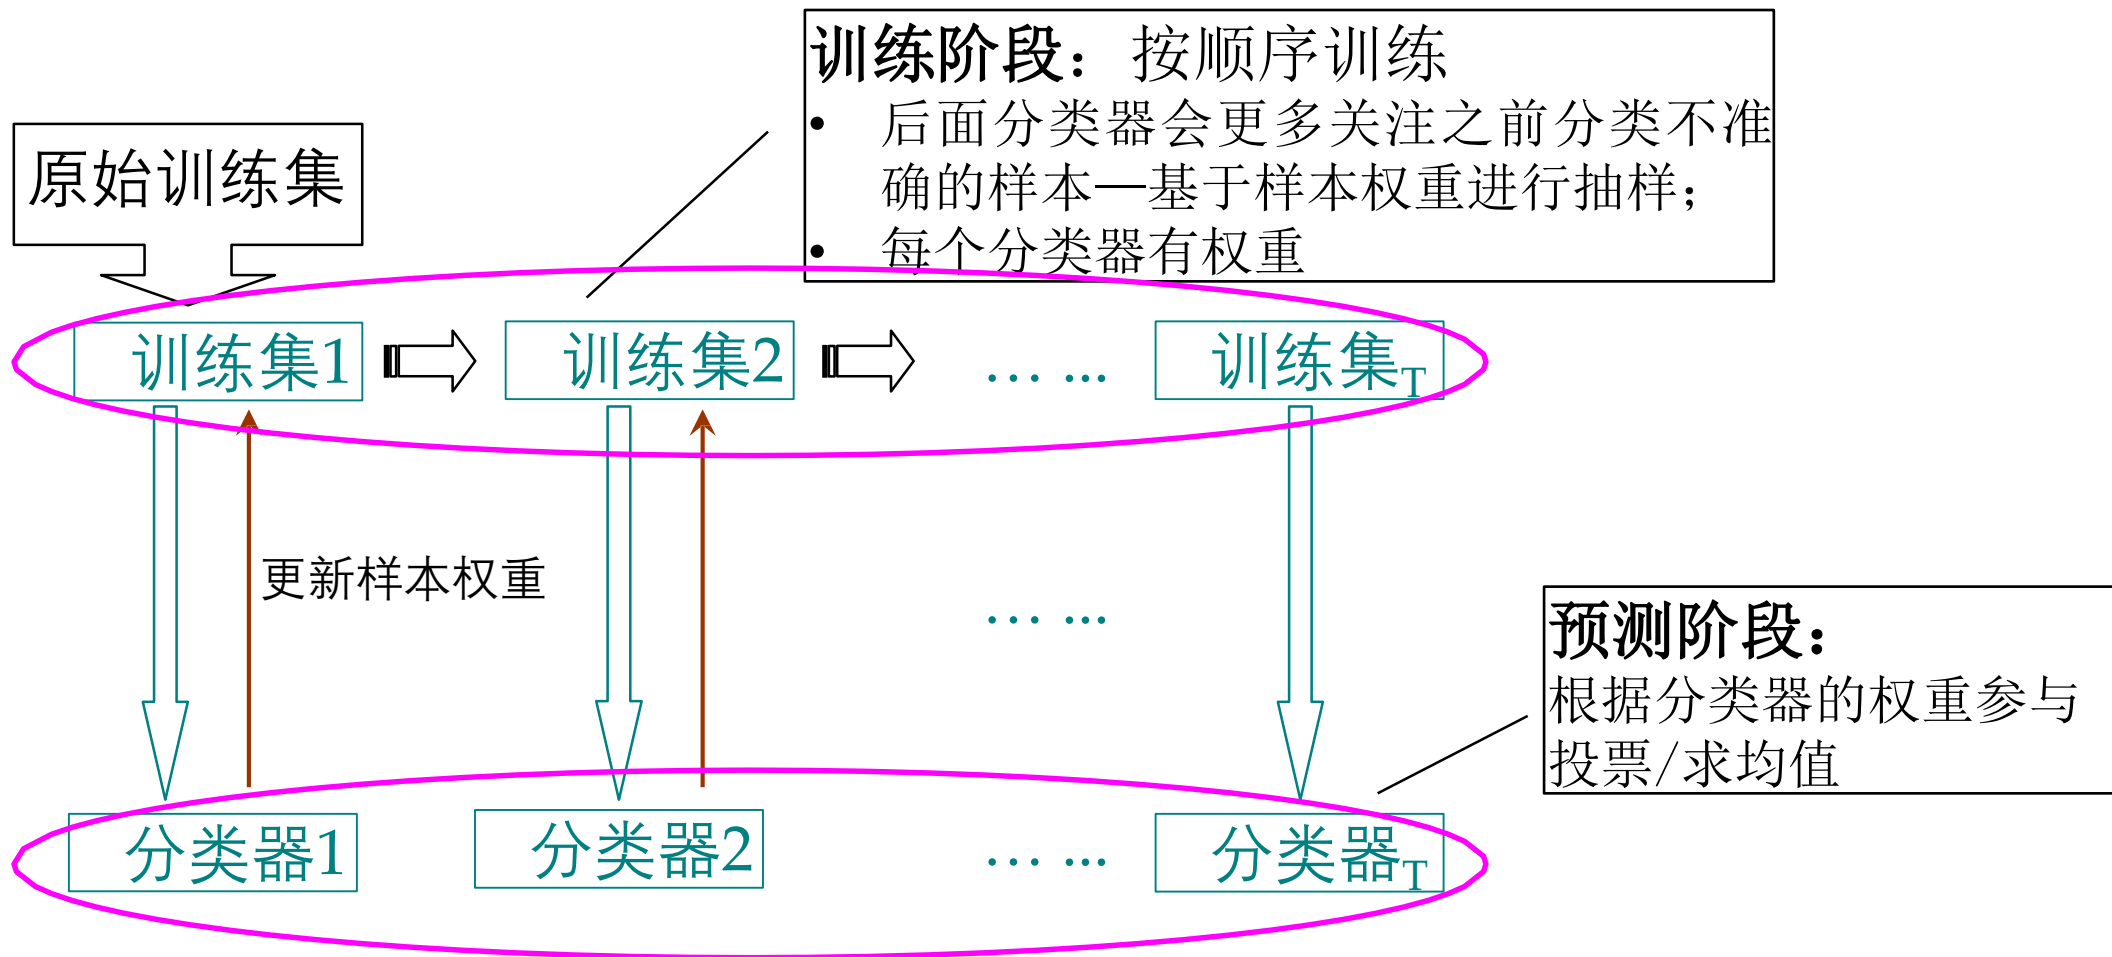 训练阶段：按顺序训练
• 后面分类器会更多关注之前分类不准
确的样本—基于样本权重进行抽样；
• 每个分类器有权重
原始训练集
训练集1
训练集2
… ...
训练集T
更新样本权重
… ...
预测阶段：
根据分类器的权重参与
投票/求均值
分类器1
分类器2
… ...
分类器T